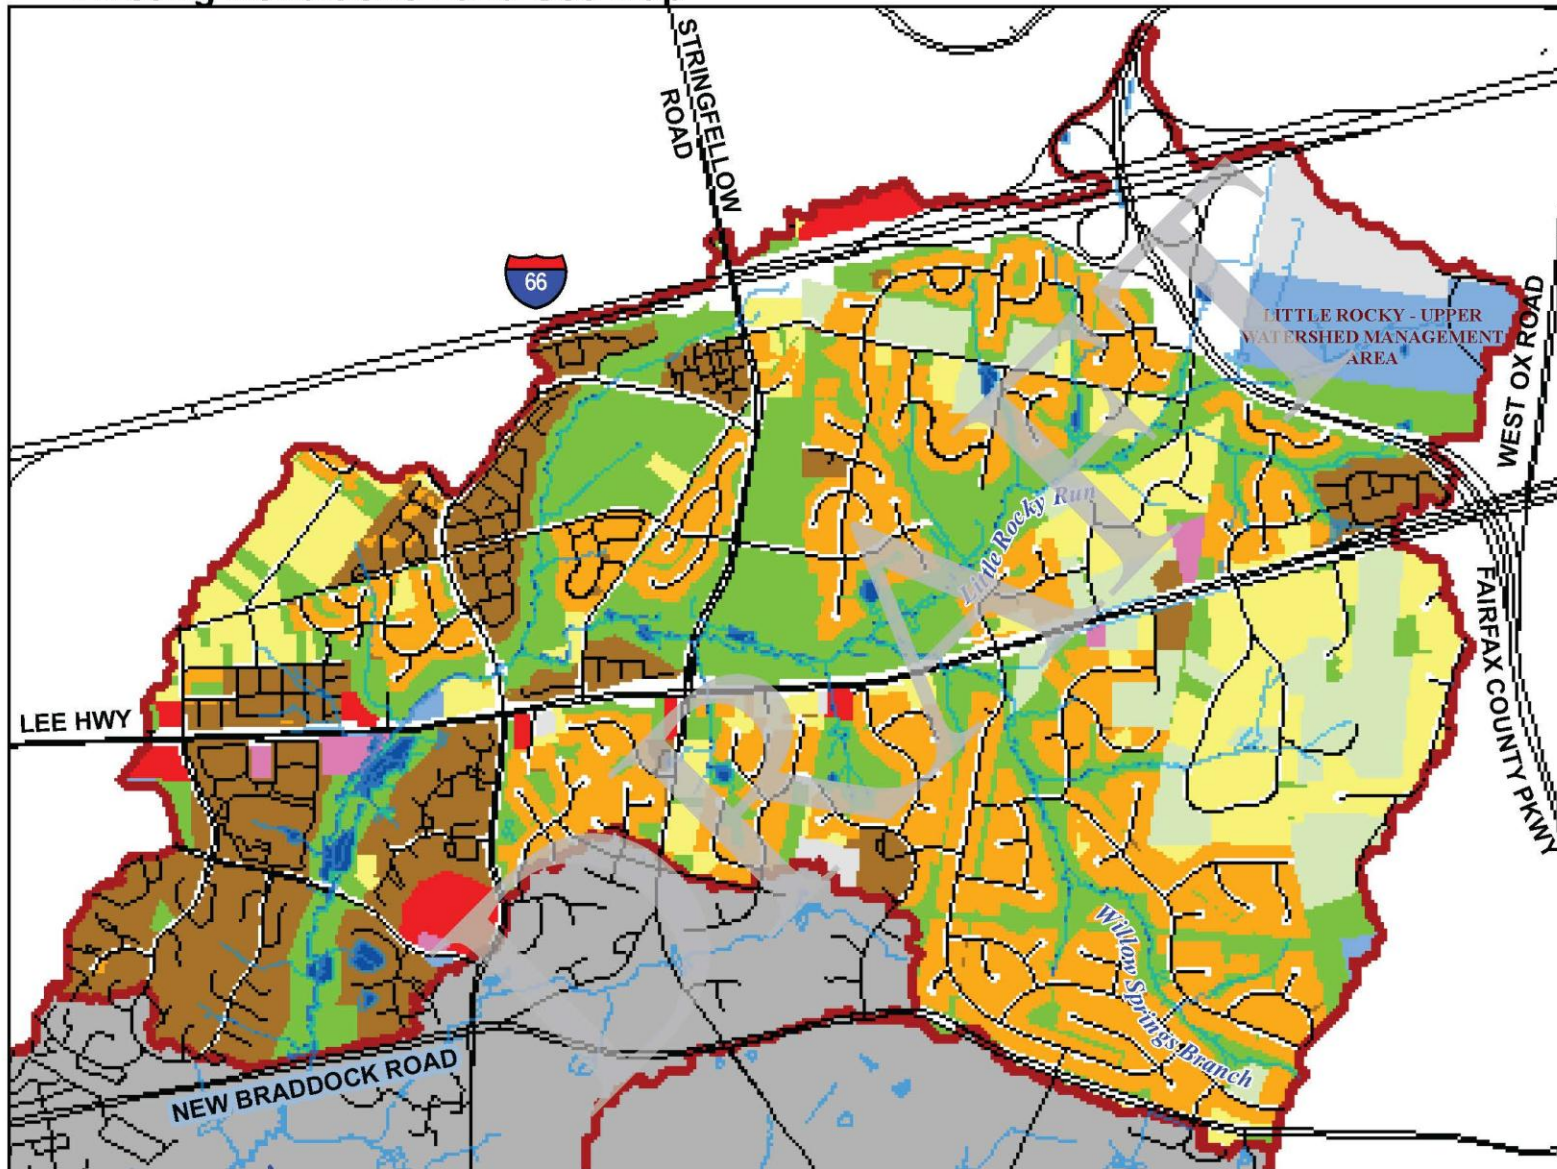 STRINGFELLOW
ROAD
66
LITTLE ROCKY - UPPER
WATERSHED MANAGEMENT
AREA
WEST OX ROAD
Little Rocky Run
LEE HWY
FAIRFAX COUNTY PKWY
Willow Springs Branch
NEW BRADDOCK ROAD
DRAFT